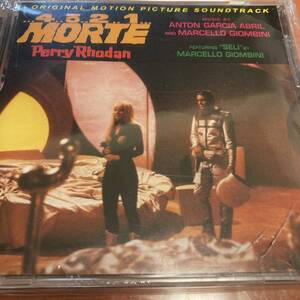 ORIGINAL MOTION PICTURE SOUNDTRACK
4..3..2..1..
MORTE
Perry Rhodan
MUSIC BY
ANTON GARCIA ABRIL
AND MARCELLO GIOMBINI
FEATURING "SELI" BY
MARCELLO GIOMBINI